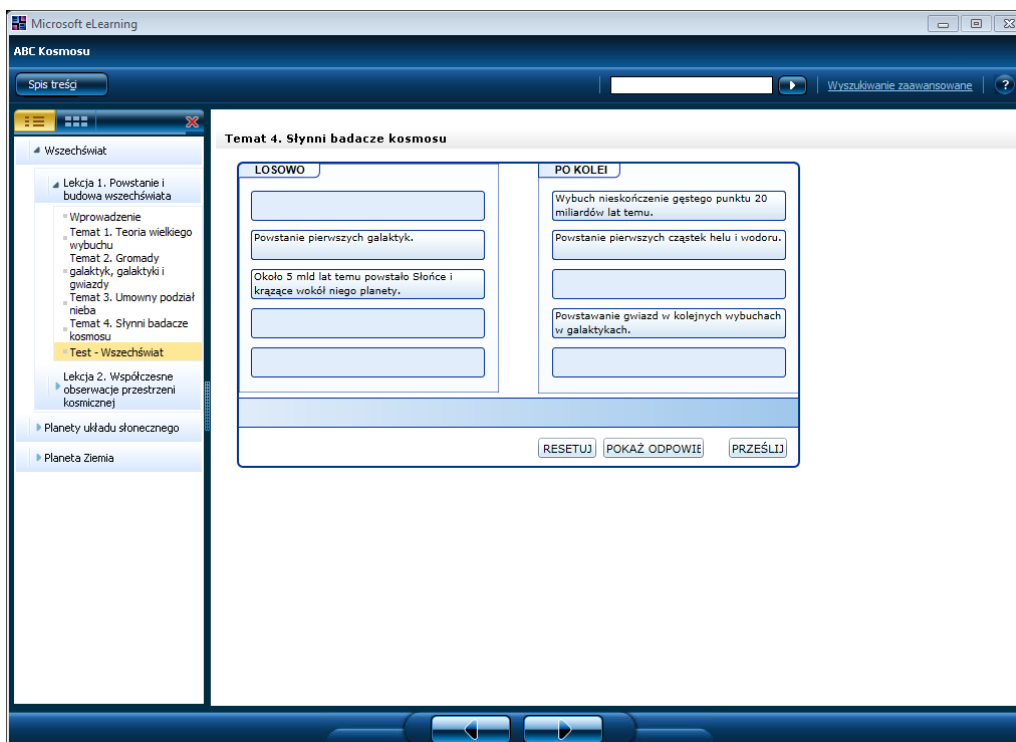 Microsoft eLearning
ABC Kosmosu
Spis treści
Wyszukiwanie zaawansowane
?
Wszechświat
Lekcja 1. Powstanie i
budowa wszechświata
Wprowadzenie
Temat 1. Teoria wielkiego
wybuchu
Temat 2. Gromady
galaktyk, galaktyki i
gwiazdy
Temat 3. Umowny podział
nieba
Temat 4. Słynni badacze
kosmosu
Test - Wszechświat
Lekcja 2. Współczesne
obserwacje przestrzeni
kosmicznej
Planety układu słonecznego
Planeta Ziemia
Temat 4. Słynni badacze kosmosu
LOSOWO
Powstanie pierwszych galaktyk.
Około 5 mld lat temu powstało Słońce i
krązące wokół niego planety.
PO KOLEI
Wybuch nieskończenie gęstego punktu 20
miliardów lat temu.
Powstanie pierwszych cząstek helu i wodoru.
Powstawanie gwiazd w kolejnych wybuchach
w galaktykach.
RESETUJ
POKAŻ ODPOWIE
PRZEŚLIJ